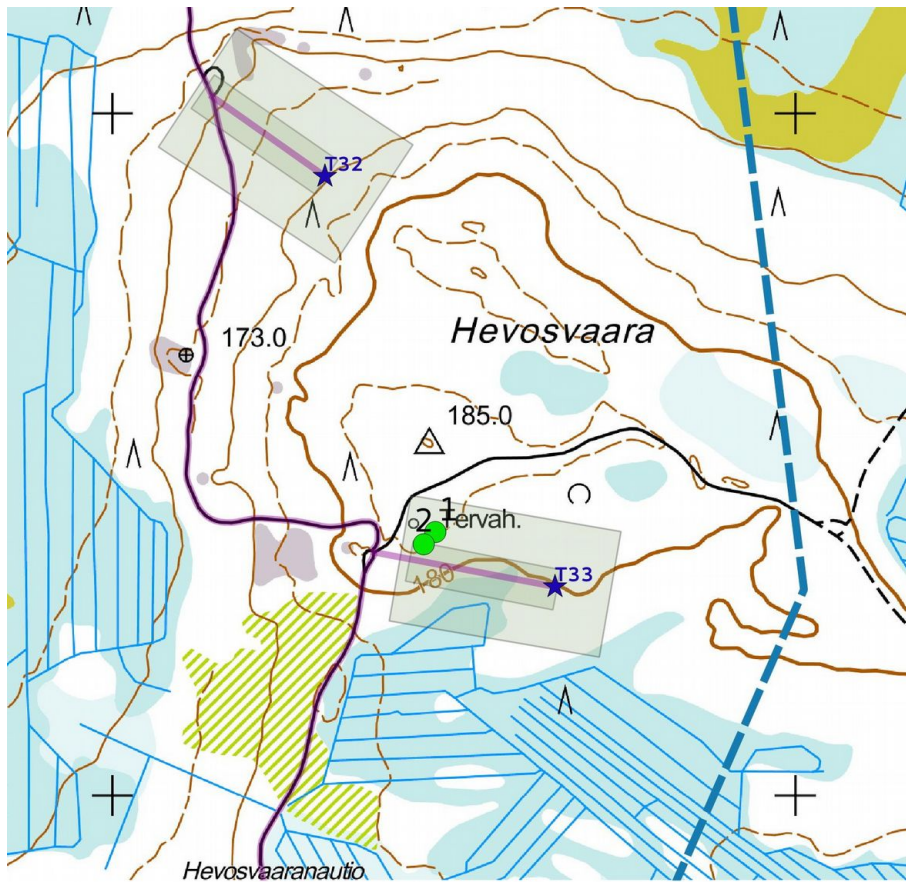 T32
173.0
Hevosvaara
185.0
1
2
Tervah.
180
T33
Hevosvaaranautio